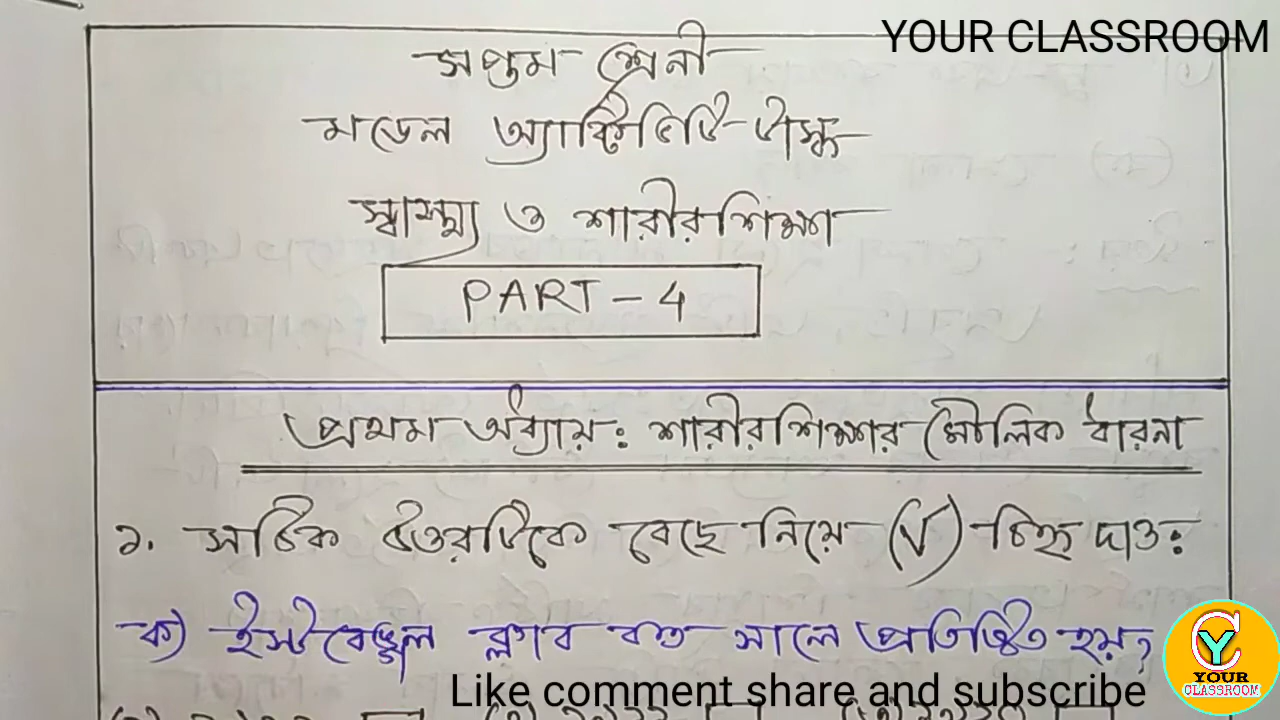 YOUR CLASSROOM
সপ্তম শ্রেনী
মডেল অ্যাক্টিভিটি টাস্ক
স্বাস্থ্য ও শারীরশিক্ষা
PART - 4
প্রথম অধ্যায়: শারীরশিক্ষার মৌলিক ধারনা
১. সঠিক উত্তরটিকে বেছে নিয়ে (√) চিহ্ন দাও:
ক) ইস্টবেঙ্গল ক্লাব কত সালে প্রতিষ্ঠিত হয়?
Like comment share and subscribe
YOUR
CLASSROOM